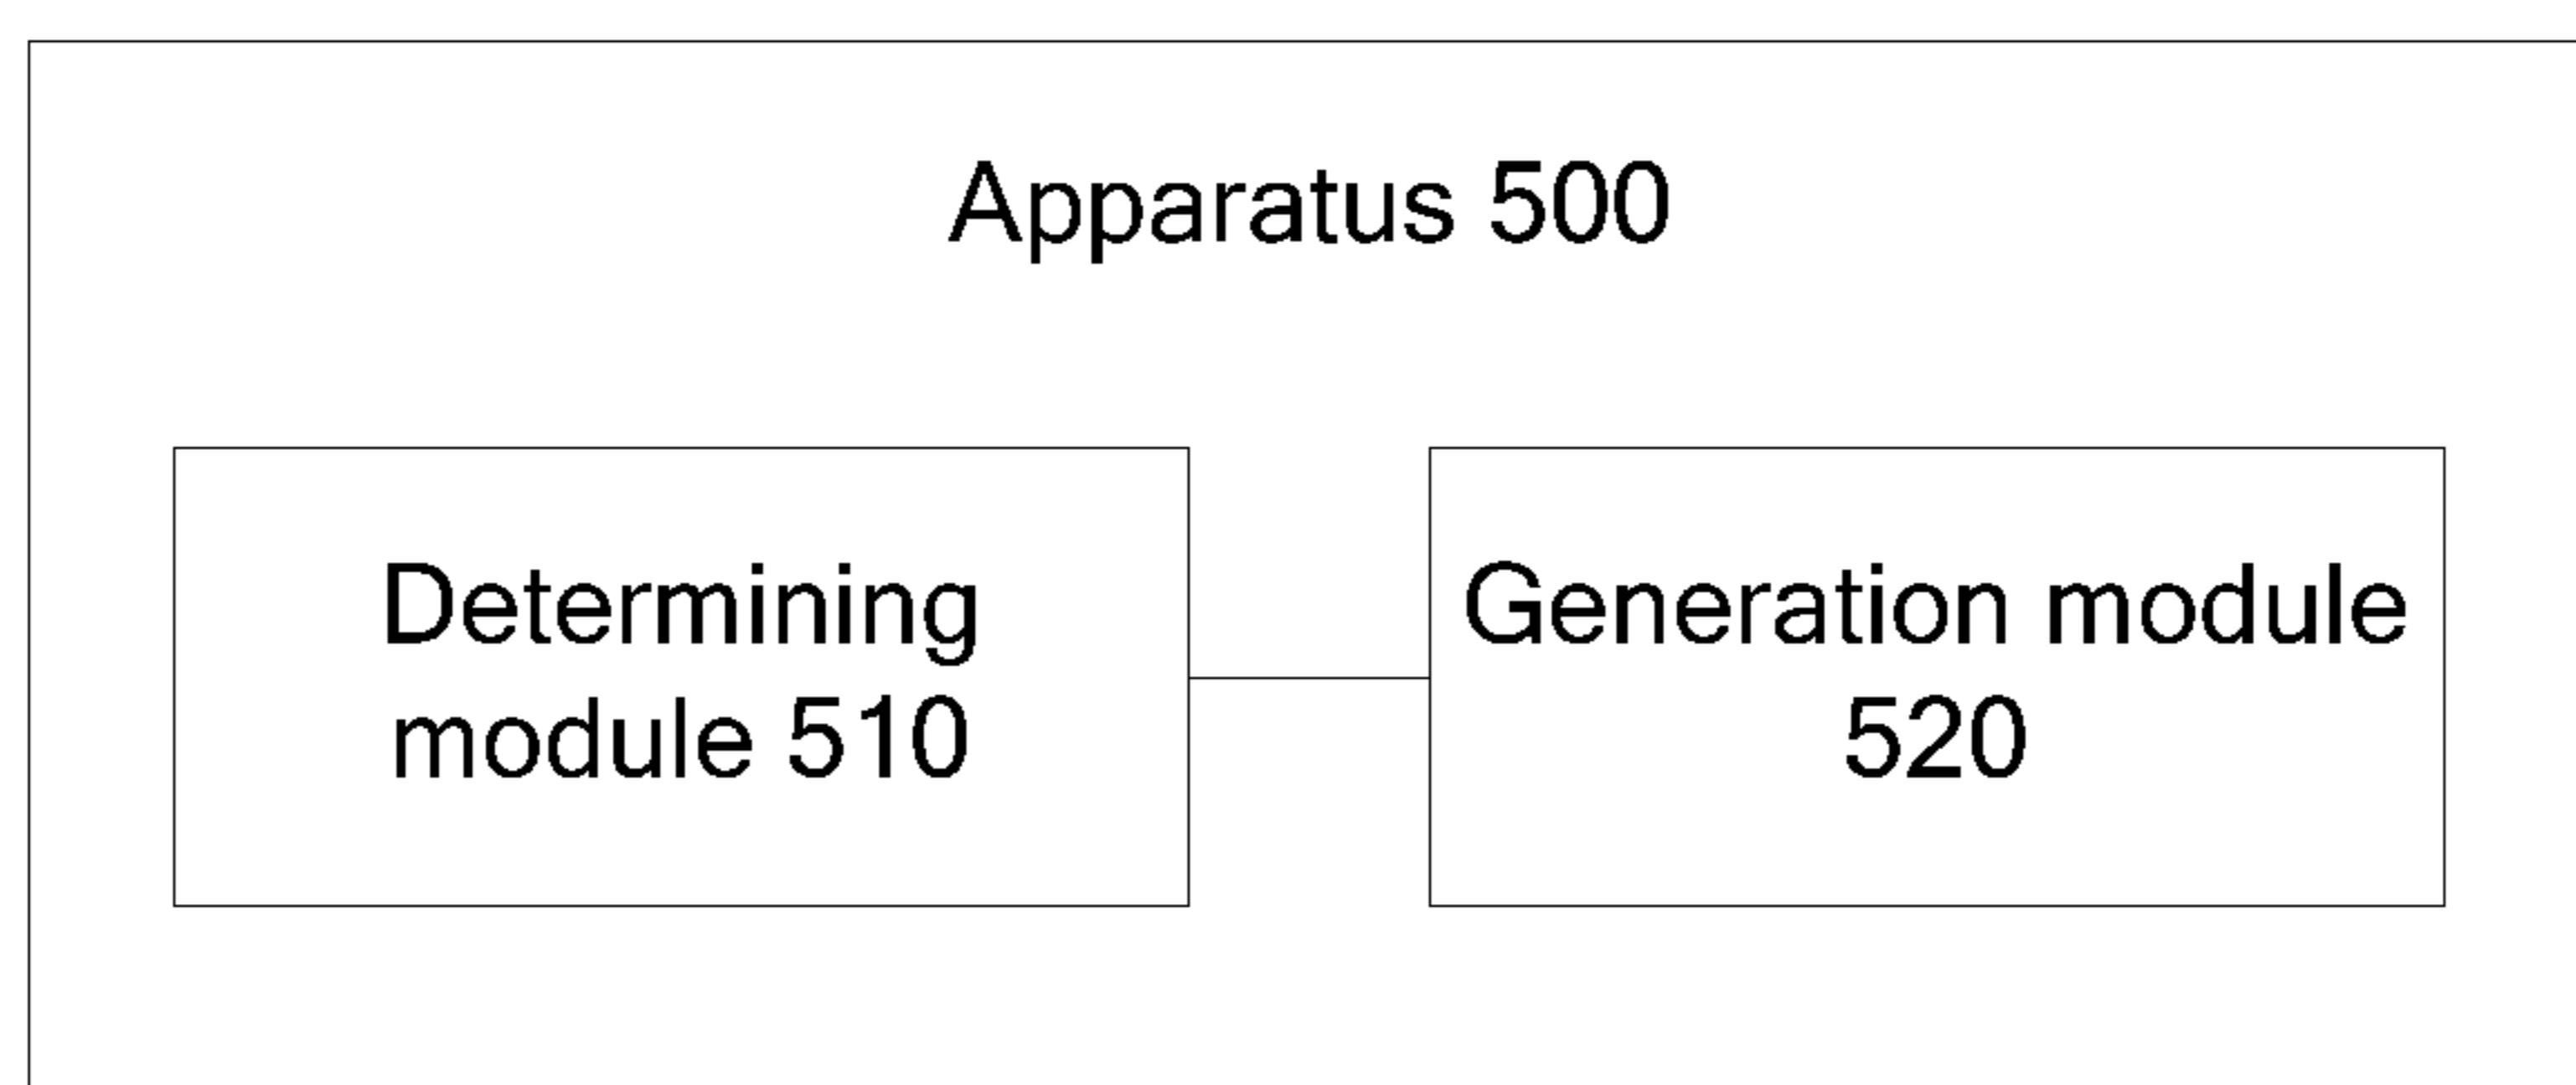 Apparatus 500
Determining
module 510
Generation module
520